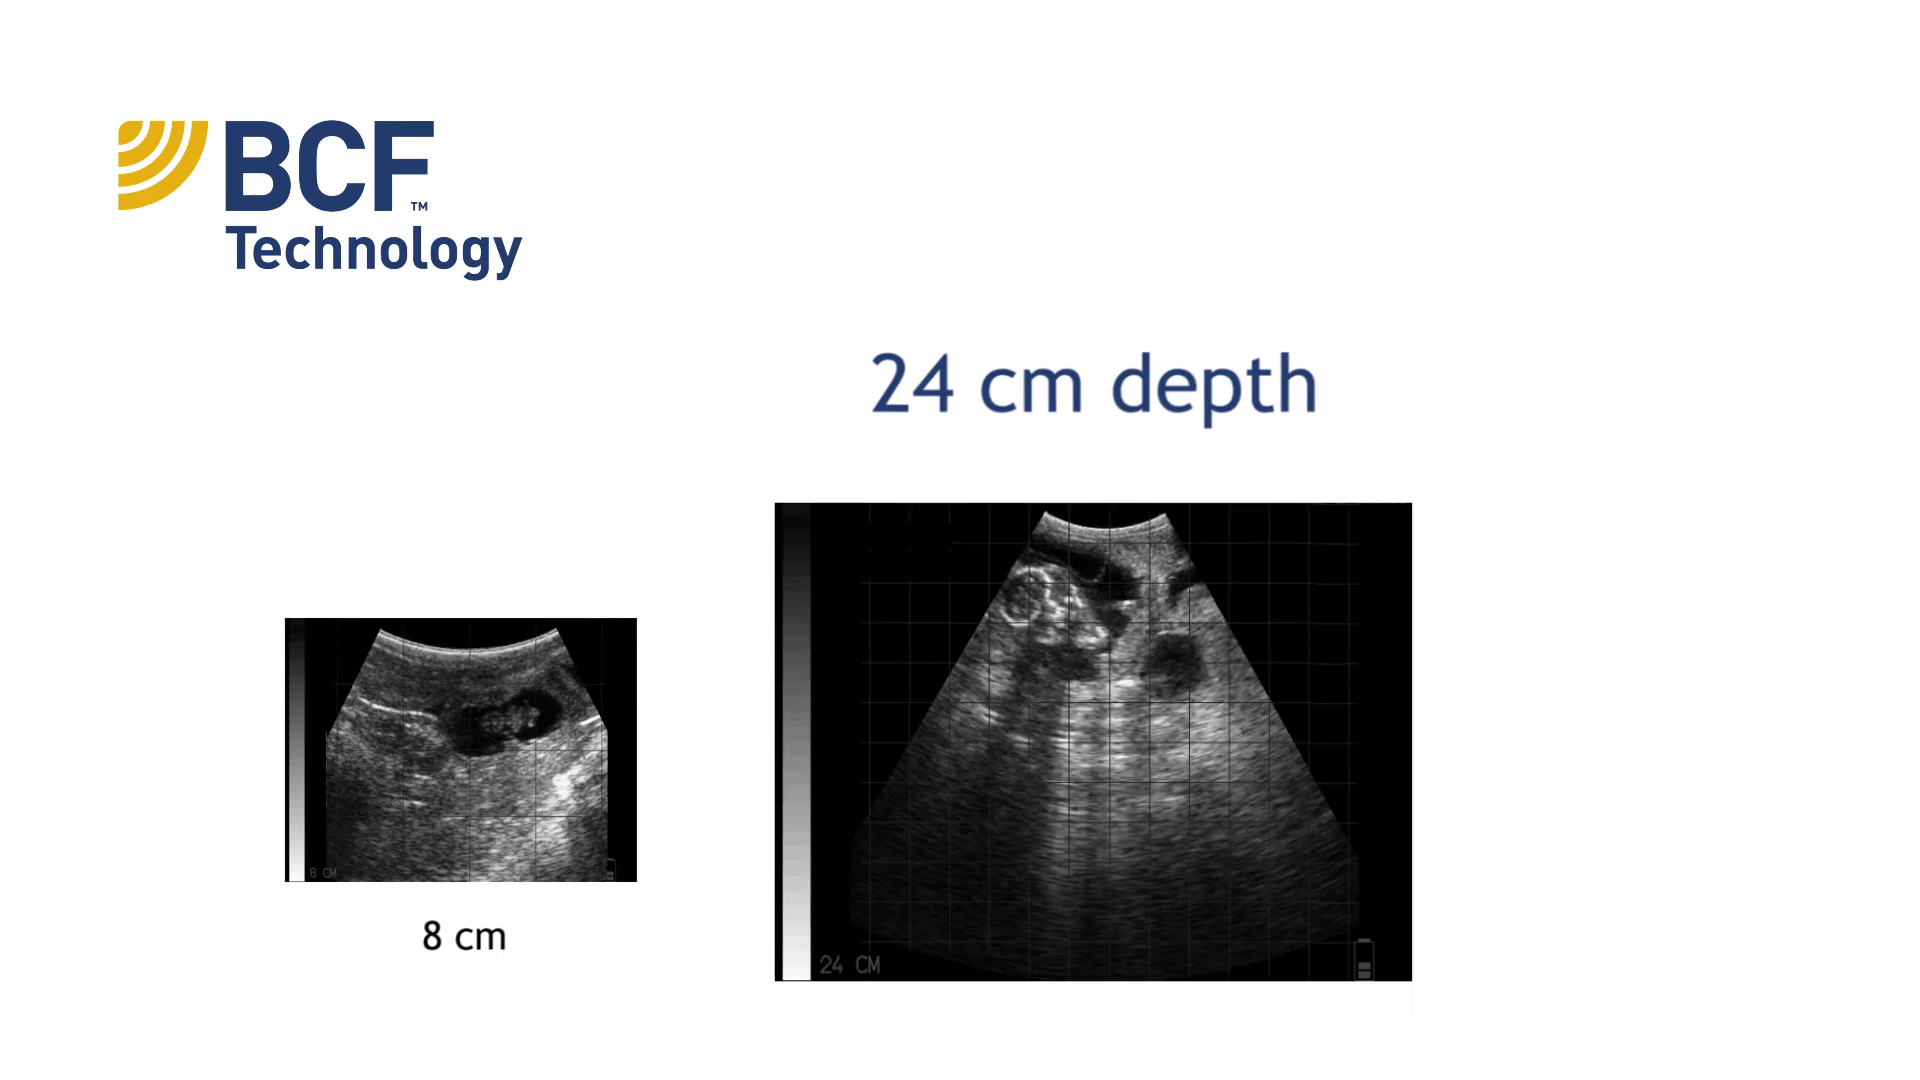 BCF™
Technology
24 cm depth
8 CM
8 cm
24 CM